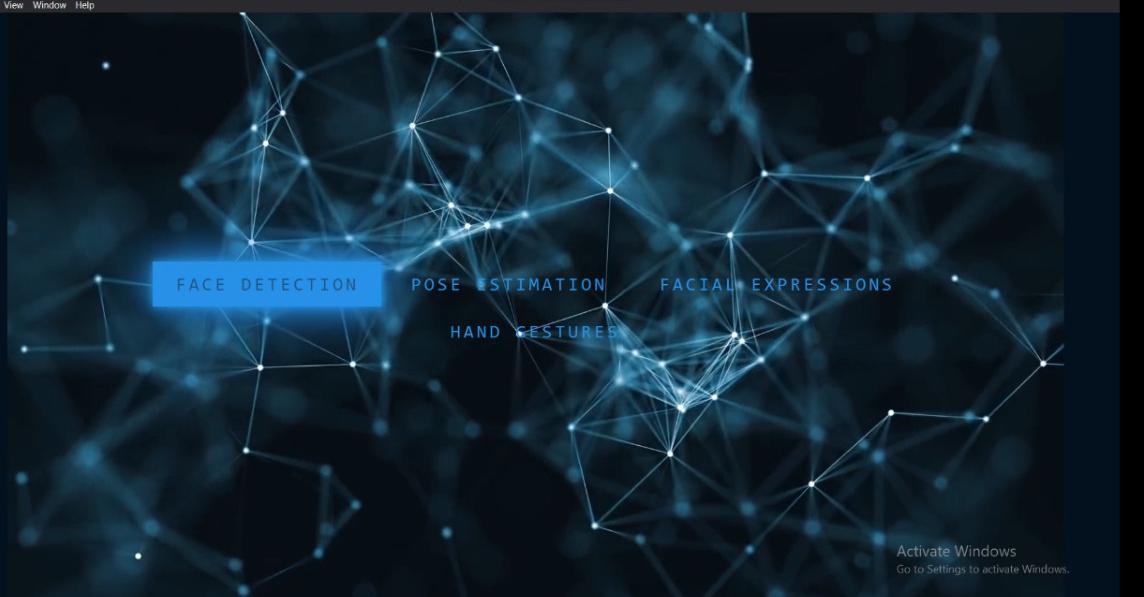 View Window Help
FACE DETECTION POSE ESTIMATION FACIAL EXPRESSIONS
HAND GESTURES
Activate Windows
Go to Settings to activate Windows.